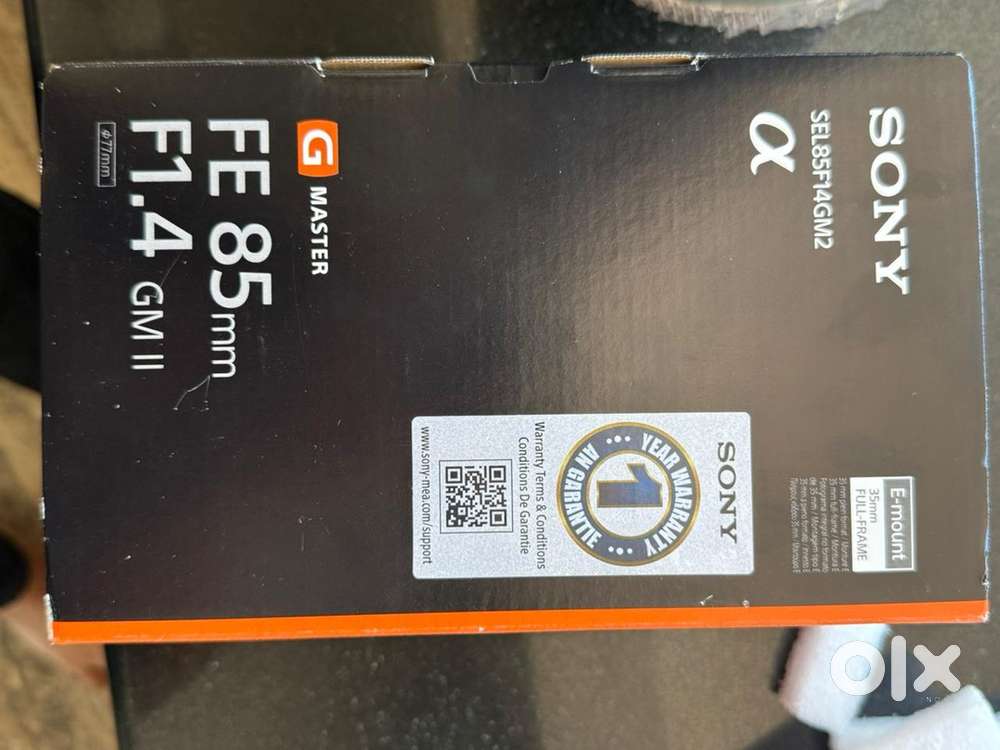 SONY
SEL85F14GM2
α
E-mount
35mm
FULL-FRAME
G MASTER
FE 85mm
F1.4 GM II
φ77mm
SONY
YEAR WARRANTY
1
AN GARANTIE
Warranty Terms & Conditions
Conditions De Garantie
www.sony-mea.com/support
olx